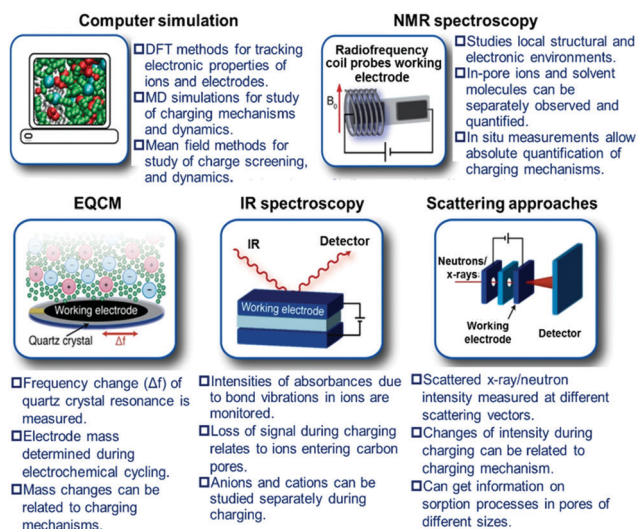 Computer simulation
❑DFT methods for tracking
electronic properties of
ions and electrodes.
❑MD simulations for study
of charging mechanisms
and dynamics.
❑Mean field methods for
study of charge screening,
and dynamics.
NMR spectroscopy
Radiofrequency
coil probes working
electrode
B₀
❑Studies local structural and
electronic environments.
❑In-pore ions and solvent
molecules can be
separately observed and
quantified.
❑In situ measurements allow
absolute quantification of
charging mechanisms.
EQCM
Working electrode
Quartz crystal
Δf
❑Frequency change (Δf) of
quartz crystal resonance is
measured.
❑Electrode mass
determined during
electrochemical cycling.
❑Mass changes can be
related to charging
mechanisms.
IR spectroscopy
IR
Detector
Working electrode
❑Intensities of absorbances due
to bond vibrations in ions are
monitored.
❑Loss of signal during charging
relates to ions entering carbon
pores.
❑Anions and cations can be
studied separately during
charging.
Scattering approaches
Neutrons/
x-rays
Working
electrode
Detector
❑Scattered x-ray/neutron
intensity measured at different
scattering vectors.
❑Changes of intensity during
charging can be related to
charging mechanism.
❑Can get information on
sorption processes in pores of
different sizes.